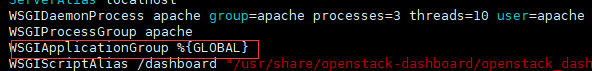 ServerAlias localhost
WSGIDaemonProcess apache group=apache processes=3 threads=10 user=apache
WSGIProcessGroup apache
WSGIApplicationGroup %{GLOBAL}
WSGIScriptAlias /dashboard "/usr/share/openstack-dashboard/openstack_dash